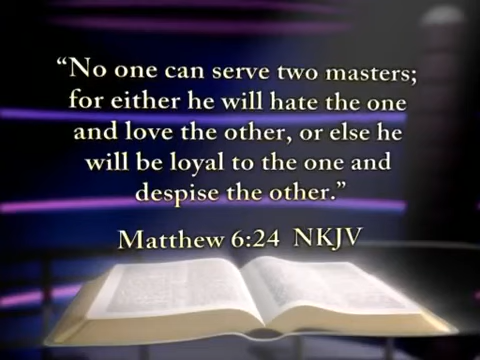 “No one can serve two masters;
for either he will hate the one
and love the other, or else he
will be loyal to the one and
despise the other.”
Matthew 6:24 NKJV